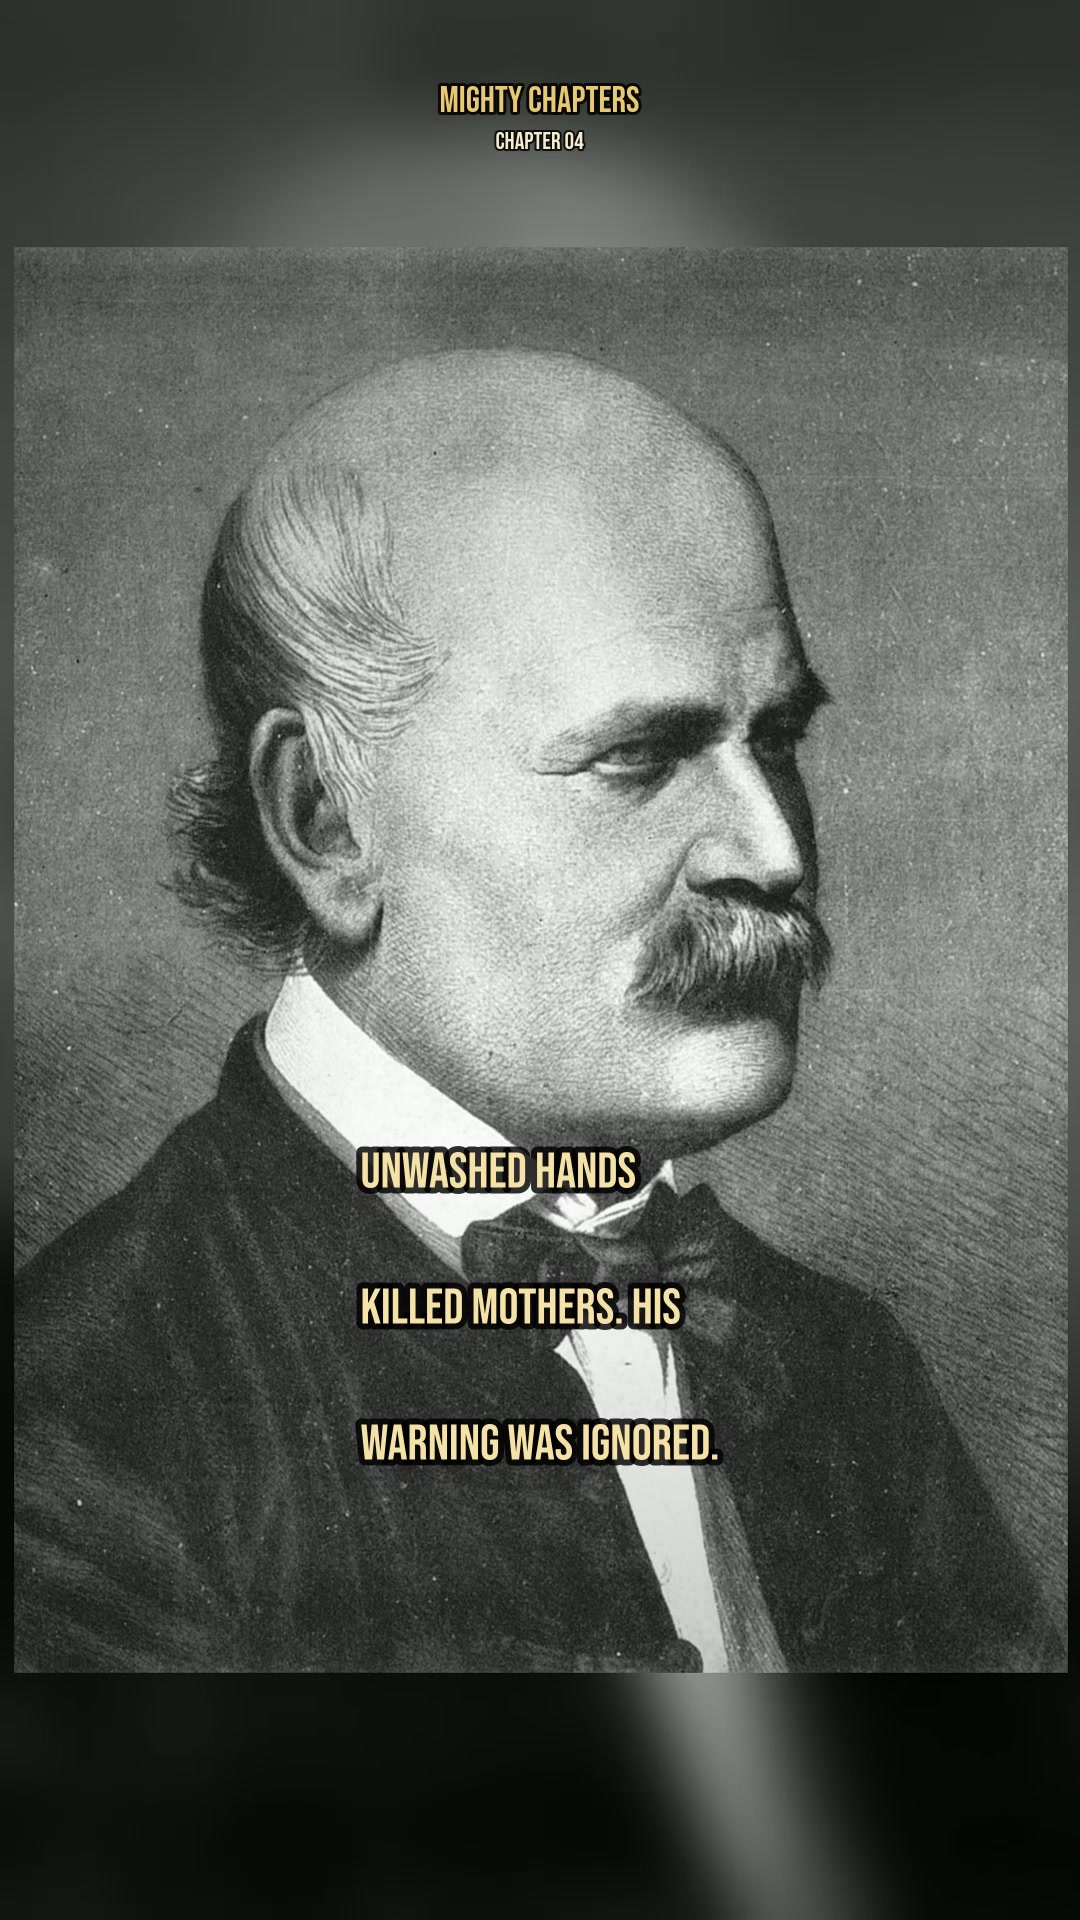 MIGHTY CHAPTERS
CHAPTER 04
UNWASHED HANDS
KILLED MOTHERS. HIS
WARNING WAS IGNORED.